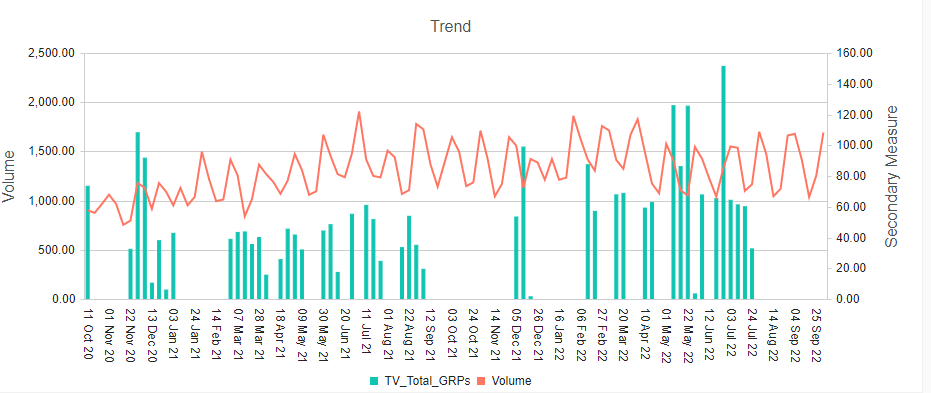 Trend
2,500.00
2,000.00
1,500.00
1,000.00
500.00
0.00
Volume
160.00
140.00
120.00
100.00
80.00
60.00
40.00
20.00
0.00
Secondary Measure
11 Oct 20
01 Nov 20
22 Nov 20
13 Dec 20
03 Jan 21
24 Jan 21
14 Feb 21
07 Mar 21
28 Mar 21
18 Apr 21
09 May 21
30 May 21
20 Jun 21
11 Jul 21
01 Aug 21
22 Aug 21
12 Sep 21
03 Oct 21
24 Oct 21
14 Nov 21
05 Dec 21
26 Dec 21
16 Jan 22
06 Feb 22
27 Feb 22
20 Mar 22
10 Apr 22
01 May 22
22 May 22
12 Jun 22
03 Jul 22
24 Jul 22
14 Aug 22
04 Sep 22
25 Sep 22
TV_Total_GRPs Volume